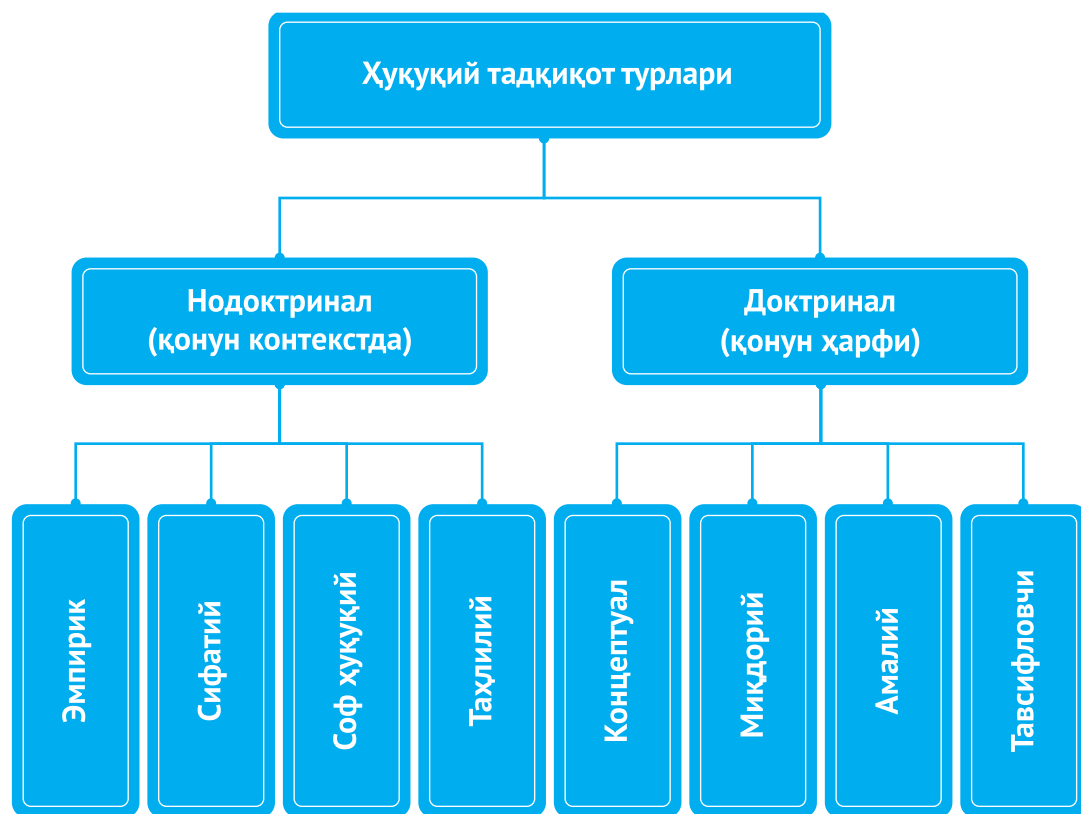 Ҳуқуқий тадқиқот турлари
Нодоктринал
(қонун контекстда)
Доктринал
(қонун ҳарфи)
Эмпирик
Сифатий
Соф ҳуқуқий
Таҳлилий
Концептуал
Миқдорий
Амалий
Тавсифловчи